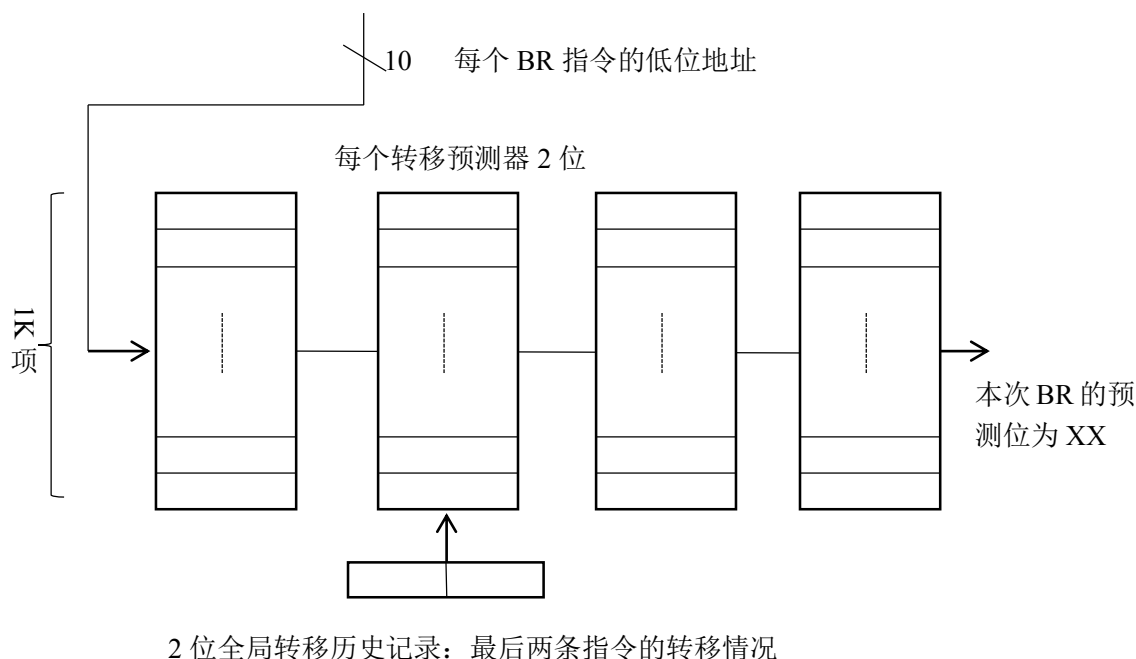 10 每个 BR 指令的低位地址
每个转移预测器 2 位
1K 项
本次 BR 的预
测位为 XX
2 位全局转移历史记录：最后两条指令的转移情况